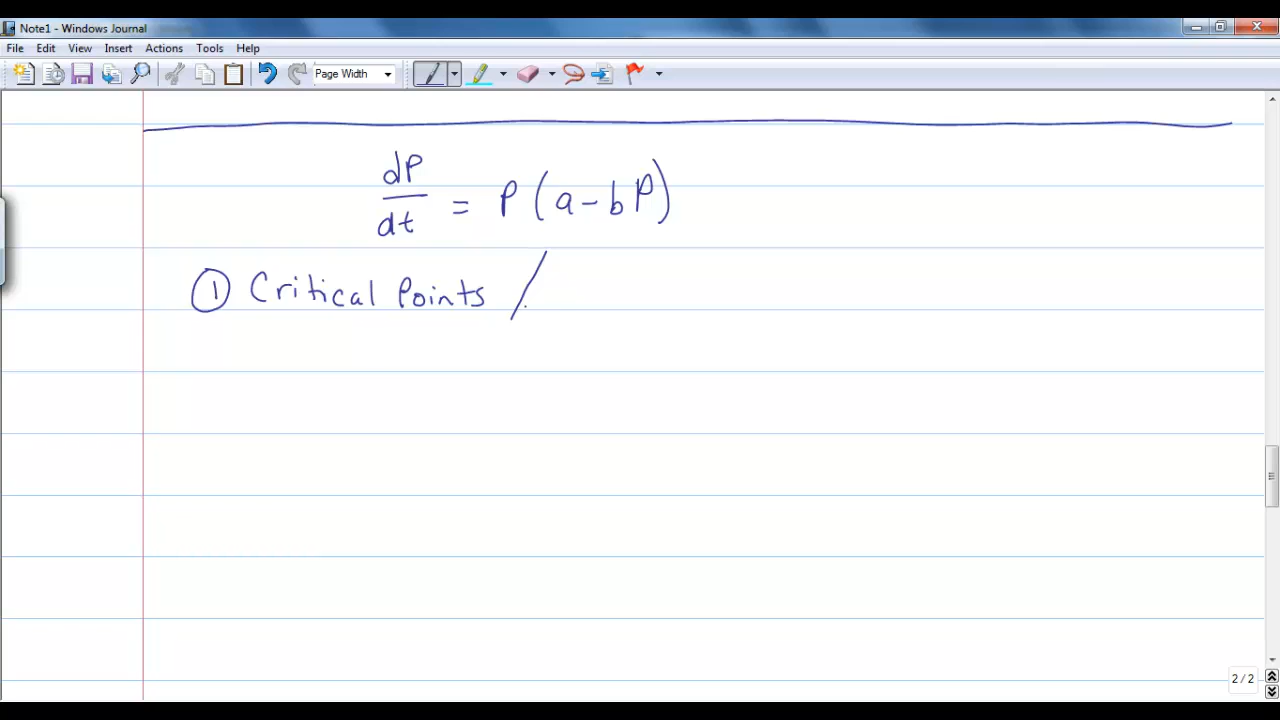 Note1 - Windows Journal
File Edit View Insert Actions Tools Help
Page Width
dP
dt
= P (a - bP)
① Critical Points /
2 / 2